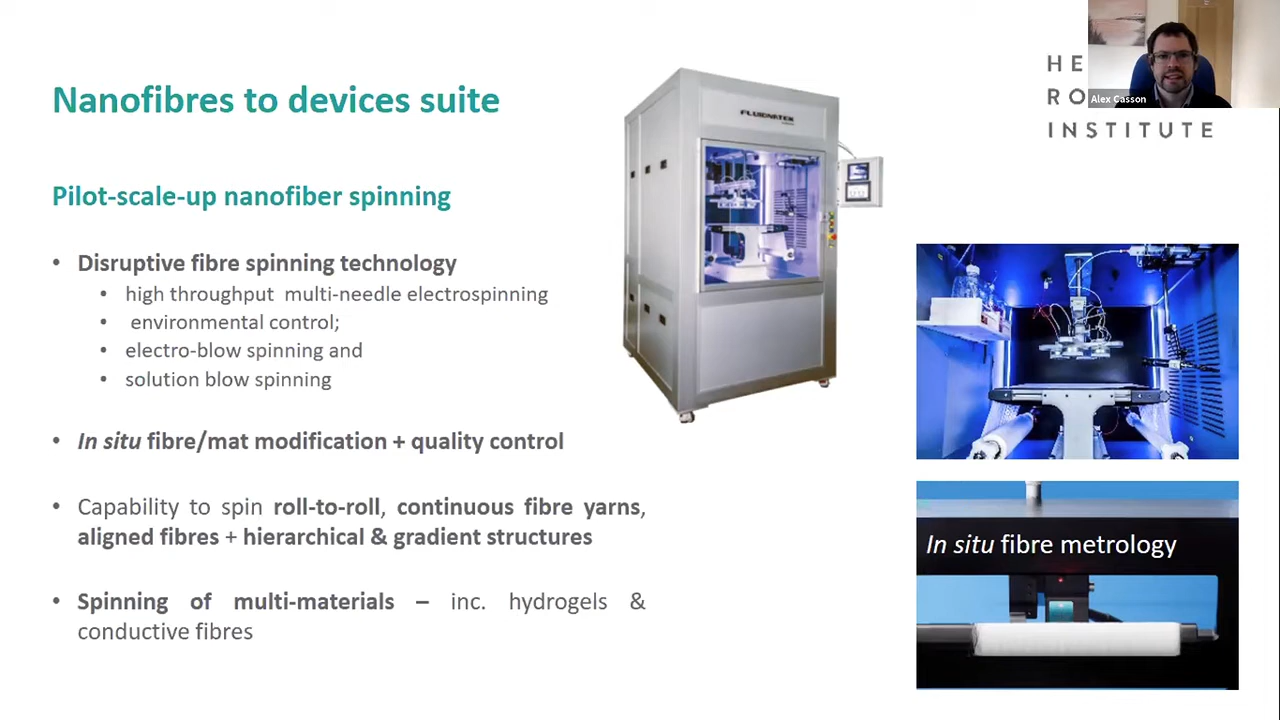 Nanofibres to devices suite
Pilot-scale-up nanofiber spinning
• Disruptive fibre spinning technology
• high throughput multi-needle electrospinning
• environmental control;
• electro-blow spinning and
• solution blow spinning
• In situ fibre/mat modification + quality control
• Capability to spin roll-to-roll, continuous fibre yarns,
aligned fibres + hierarchical & gradient structures
• Spinning of multi-materials – inc. hydrogels &
conductive fibres
FLUIDNATEK
HE
RO
INSTITUTE
Alex Casson
In situ fibre metrology